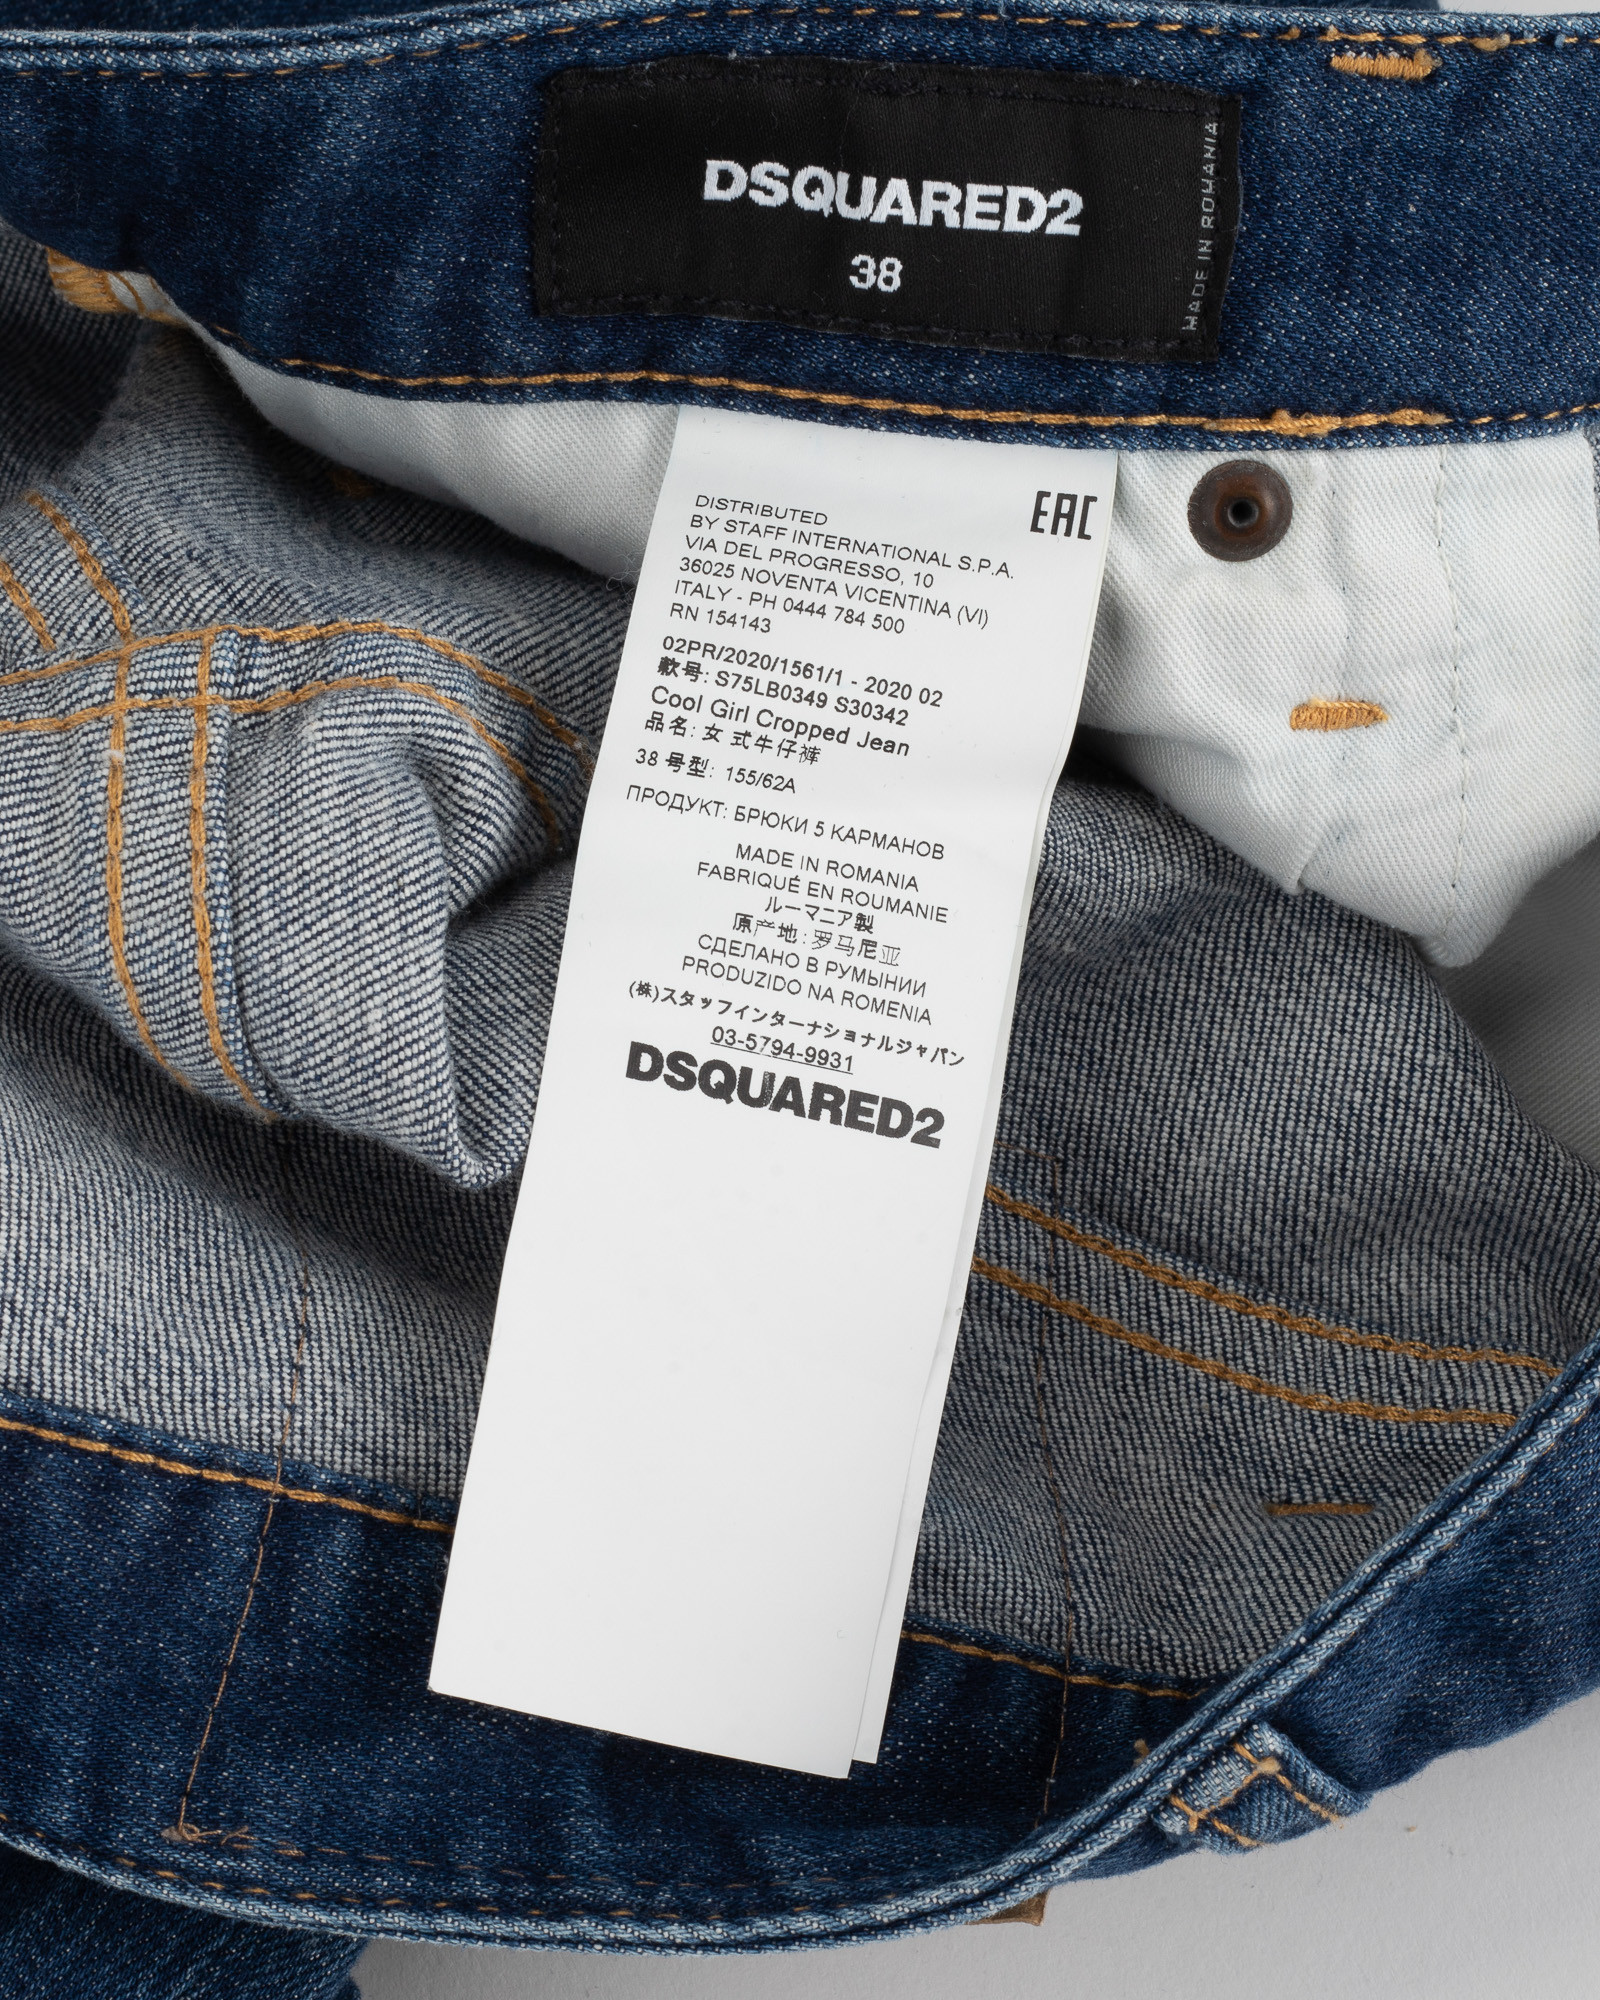 DSQUARED2
38
MADE IN ROMANIA
EAC
DISTRIBUTED
BY STAFF INTERNATIONAL S.P.A.
VIA DEL PROGRESSO, 10
36025 NOVENTA VICENTINA (VI)
ITALY - PH 0444 784 500
RN 154143
02PR/2020/1561/1 - 2020 02
款号: S75LB0349 S30342
Cool Girl Cropped Jean
品名: 女 式牛仔裤
38 号型: 155/62A
ПРОДУКТ: БРЮКИ 5 КАРМАНОВ
MADE IN ROMANIA
FABRIQUÉ EN ROUMANIE
ルーマニア製
原产地: 罗马尼亚
СДЕЛАНО В РУМЫНИИ
PRODUZIDO NA ROMENIA
(株)スタッフインターナショナルジャパン
03-5794-9931
DSQUARED2